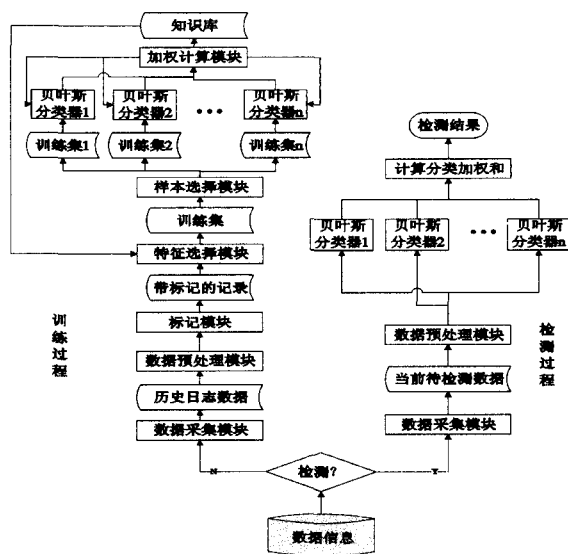 知识库
加权计算模块
贝叶斯
分类器1
贝叶斯
分类器2
贝叶斯
分类器n
训练集1
训练集2
训练集n
样本选择模块
训练集
特征选择模块
带标记的记录
标记模块
数据预处理模块
历史日志数据
数据采集模块
训练过程
检测结果
计算分类加权和
贝叶斯
分类器1
贝叶斯
分类器2
贝叶斯
分类器n
数据预处理模块
当前待检测数据
数据采集模块
检测过程
N
检测?
Y
数据信息